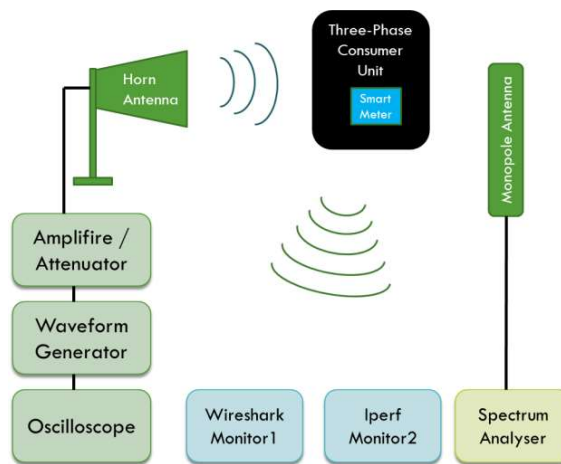 Horn
Antenna
Three-Phase
Consumer
Unit
Smart
Meter
Monopole Antenna
Amplifire /
Attenuator
Waveform
Generator
Oscilloscope
Wireshark
Monitor1
Iperf
Monitor2
Spectrum
Analyser